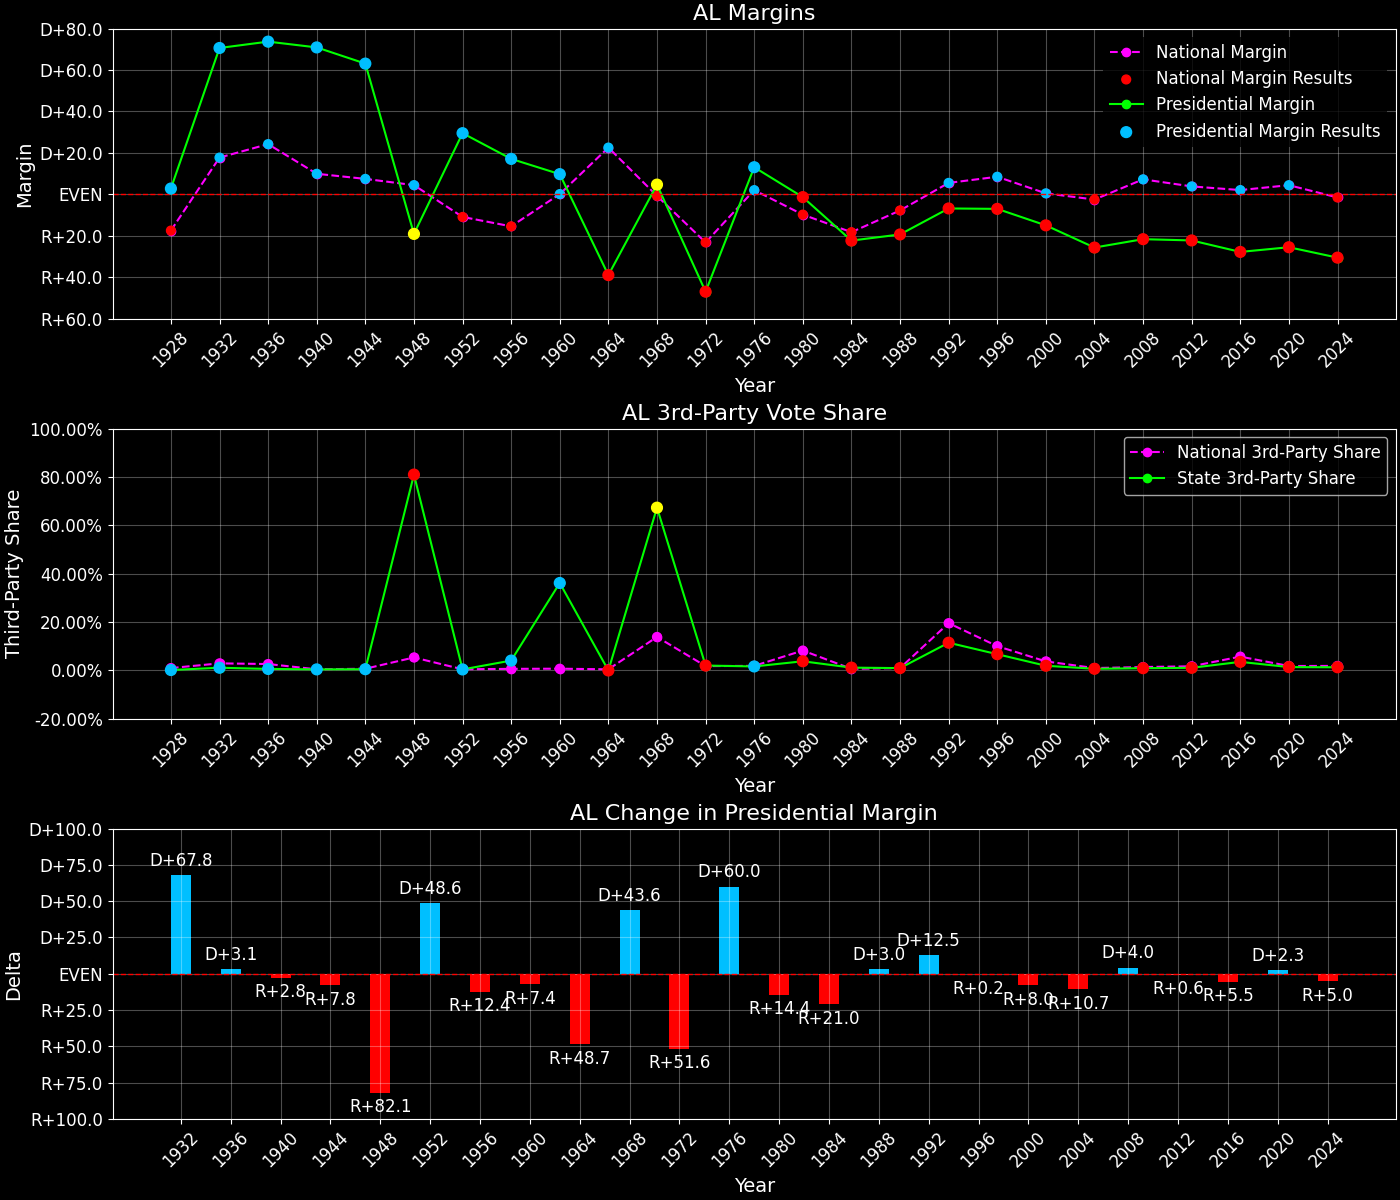 AL Margins
D+80.0
D+60.0
D+40.0
D+20.0
EVEN
R+20.0
R+40.0
R+60.0
Margin
National Margin
National Margin Results
Presidential Margin
Presidential Margin Results
1928 1932 1936 1940 1944 1948 1952 1956 1960 1964 1968 1972 1976 1980 1984 1988 1992 1996 2000 2004 2008 2012 2016 2020 2024
Year
AL 3rd-Party Vote Share
100.00%
80.00%
60.00%
40.00%
20.00%
0.00%
-20.00%
Third-Party Share
National 3rd-Party Share
State 3rd-Party Share
1928 1932 1936 1940 1944 1948 1952 1956 1960 1964 1968 1972 1976 1980 1984 1988 1992 1996 2000 2004 2008 2012 2016 2020 2024
Year
AL Change in Presidential Margin
D+100.0
D+75.0
D+50.0
D+25.0
EVEN
R+25.0
R+50.0
R+75.0
R+100.0
Delta
D+67.8
D+3.1
R+2.8
R+7.8
R+82.1
D+48.6
R+12.4
R+7.4
R+48.7
D+43.6
R+51.6
D+60.0
R+14.4
R+21.0
D+3.0
D+12.5
R+0.2
R+8.0
R+10.7
D+4.0
R+0.6
R+5.5
D+2.3
R+5.0
1932 1936 1940 1944 1948 1952 1956 1960 1964 1968 1972 1976 1980 1984 1988 1992 1996 2000 2004 2008 2012 2016 2020 2024
Year